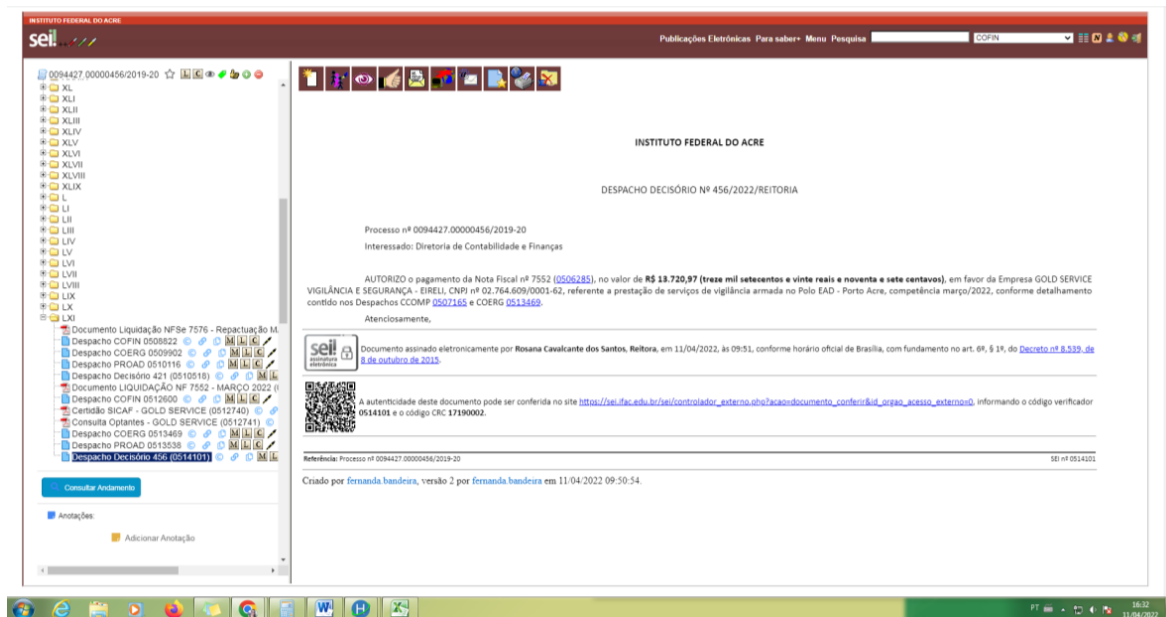 INSTITUTO FEDERAL DO ACRE
sei!
Publicações Eletrônicas Para saber+ Menu Pesquisa COFIN
0094427.00000456/2019-20
XL
XLI
XLII
XLIII
XLIV
XLV
XLVI
XLVII
XLVIII
XLIX
L
LI
LII
LIII
LIV
LV
LVI
LVII
LVIII
LIX
LX
LXI
Documento Liquidação NFSe 7576 - Repactuação M
Despacho COFIN 0508822 M L C
Despacho COERG 0509902 M L C
Despacho PROAD 0510116 M L C
Despacho Decisório 421 (0510518) M L
Documento LIQUIDAÇÃO NF 7552 - MARÇO 2022 (
Despacho COFIN 0512600 M L C
Certidão SICAF - GOLD SERVICE (0512740)
Consulta Optantes - GOLD SERVICE (0512741)
Despacho COERG 0513469 M L C
Despacho PROAD 0513538 M L C
Despacho Decisório 456 (0514101) M L
Consultar Andamento
Anotações:
Adicionar Anotação
INSTITUTO FEDERAL DO ACRE
DESPACHO DECISÓRIO Nº 456/2022/REITORIA
Processo nº 0094427.00000456/2019-20
Interessado: Diretoria de Contabilidade e Finanças
AUTORIZO o pagamento da Nota Fiscal nº 7552 (0506285), no valor de R$ 13.720,97 (treze mil setecentos e vinte reais e noventa e sete centavos), em favor da Empresa GOLD SERVICE
VIGILÂNCIA E SEGURANÇA - EIRELI, CNPJ nº 02.764.609/0001-62, referente a prestação de serviços de vigilância armada no Polo EAD - Porto Acre, competência março/2022, conforme detalhamento
contido nos Despachos CCOMP 0507165 e COERG 0513469.
Atenciosamente,
sei!
assinatura
eletrônica
Documento assinado eletronicamente por Rosana Cavalcante dos Santos, Reitora, em 11/04/2022, às 09:51, conforme horário oficial de Brasília, com fundamento no art. 6º, § 1º, do Decreto nº 8.539, de
8 de outubro de 2015.
A autenticidade deste documento pode ser conferida no site https://sei.ifac.edu.br/sei/controlador_externo.php?acao=documento_conferir&id_orgao_acesso_externo=0, informando o código verificador
0514101 e o código CRC 17190002.
Referência: Processo nº 0094427.00000456/2019-20 SEI nº 0514101
Criado por fernanda.bandeira, versão 2 por fernanda.bandeira em 11/04/2022 09:50:54.
PT
16:32
11/04/2022